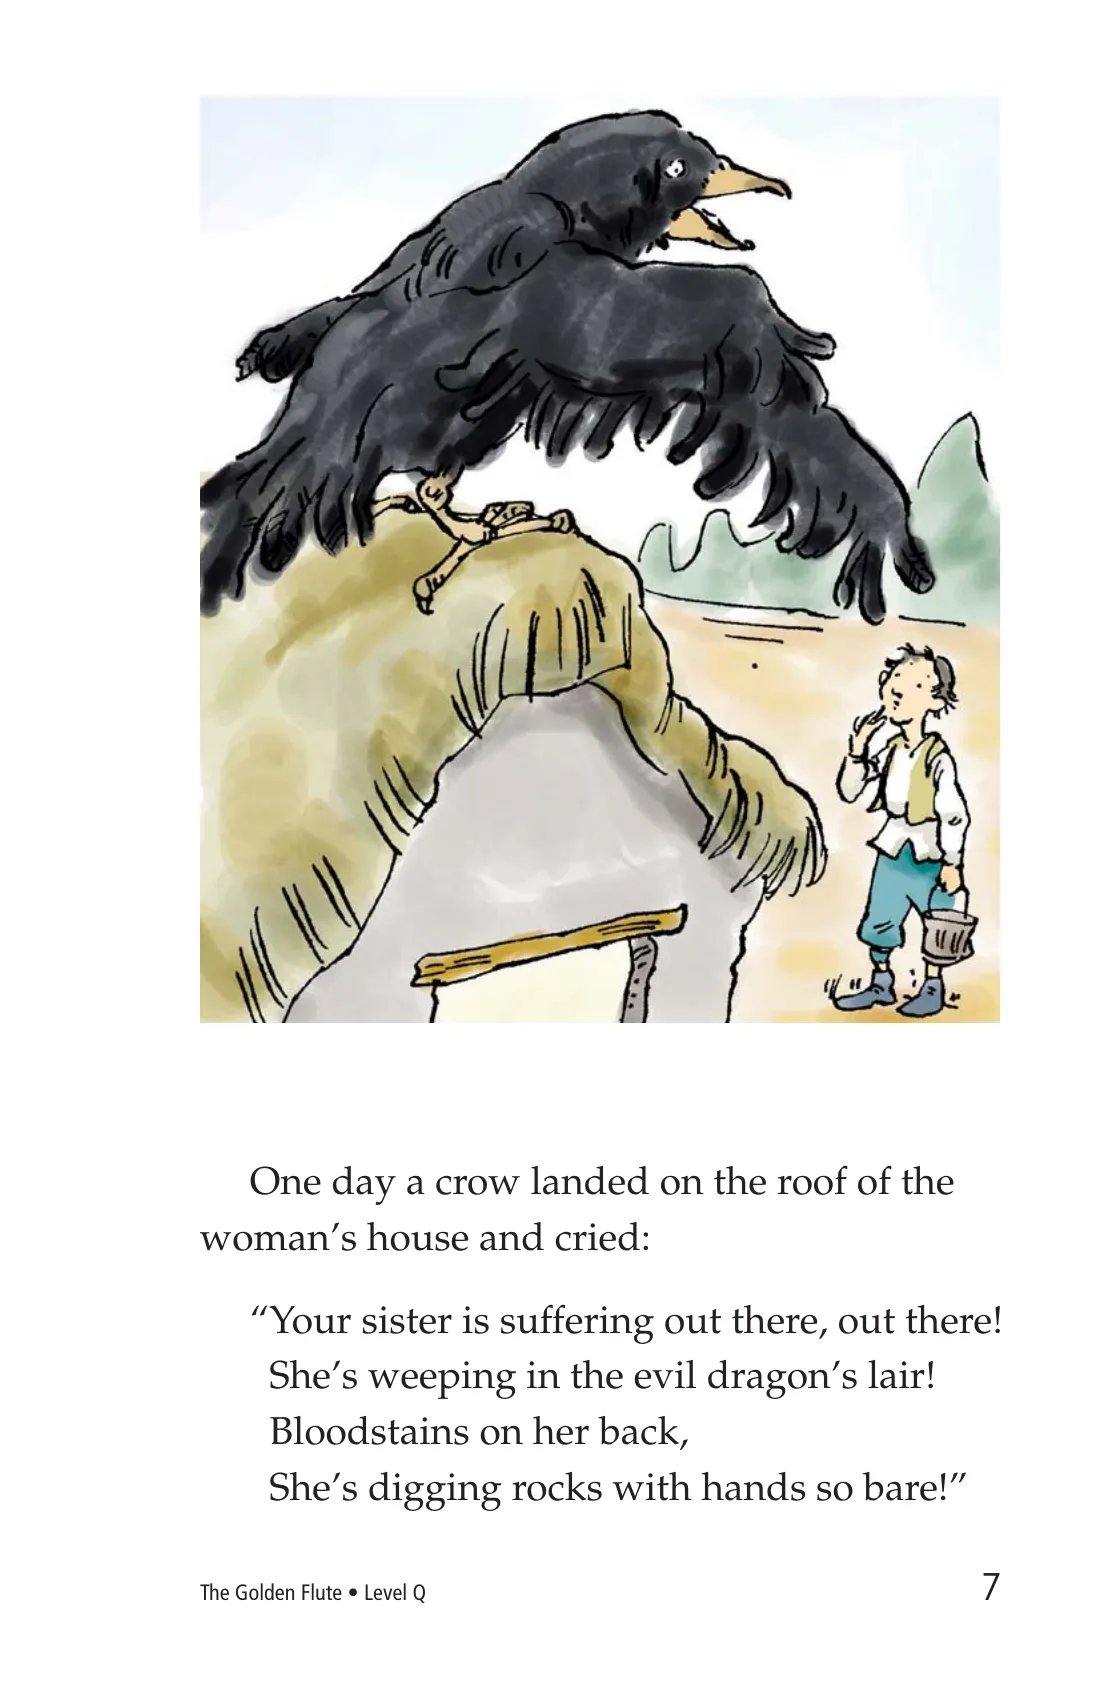 One day a crow landed on the roof of the
woman’s house and cried:
“Your sister is suffering out there, out there!
She’s weeping in the evil dragon’s lair!
Bloodstains on her back,
She’s digging rocks with hands so bare!”
The Golden Flute • Level Q 7